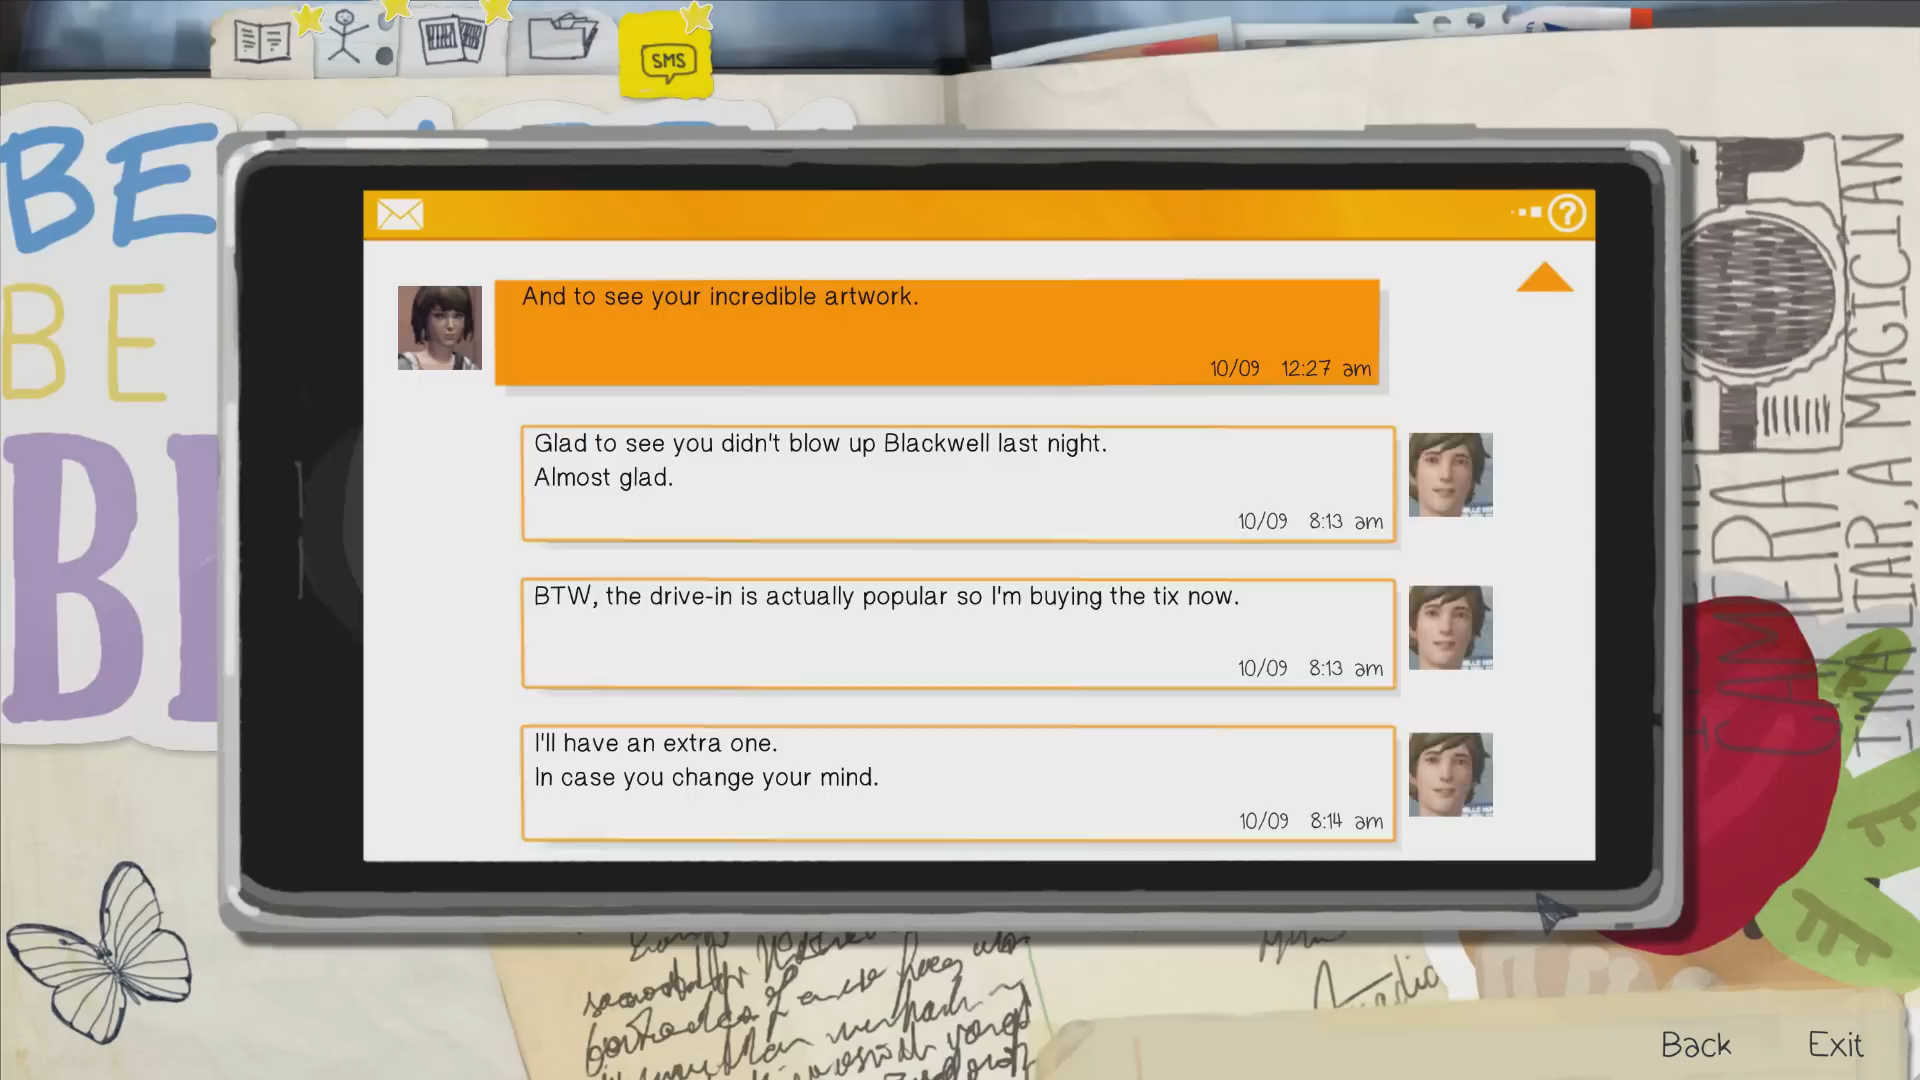 SMS
BE
BE
?
And to see your incredible artwork.
10/09 12:27 am
Glad to see you didn't blow up Blackwell last night.
Almost glad.
10/09 8:13 am
BTW, the drive-in is actually popular so I'm buying the tix now.
10/09 8:13 am
I'll have an extra one.
In case you change your mind.
10/09 8:14 am
I'M A LIAR, A MAGICIAN
Back Exit